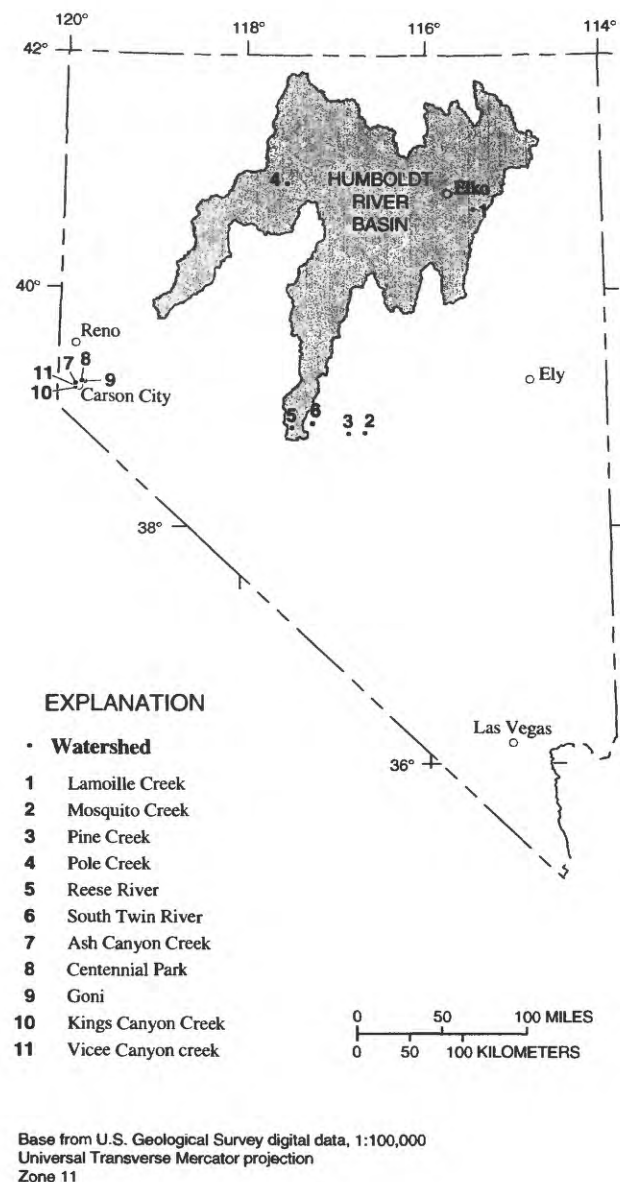 120°
118°
116°
114°
42°
4
HUMBOLDT
RIVER
BASIN
Elko
1
40°
Reno
11 7 8
9
10
Carson City
Ely
5 6 3 2
38°
EXPLANATION
Las Vegas
36°
Watershed
1 Lamoille Creek
2 Mosquito Creek
3 Pine Creek
4 Pole Creek
5 Reese River
6 South Twin River
7 Ash Canyon Creek
8 Centennial Park
9 Goni
10 Kings Canyon Creek
11 Vicee Canyon creek
0 50 100 MILES
0 50 100 KILOMETERS
Base from U.S. Geological Survey digital data, 1:100,000
Universal Transverse Mercator projection
Zone 11